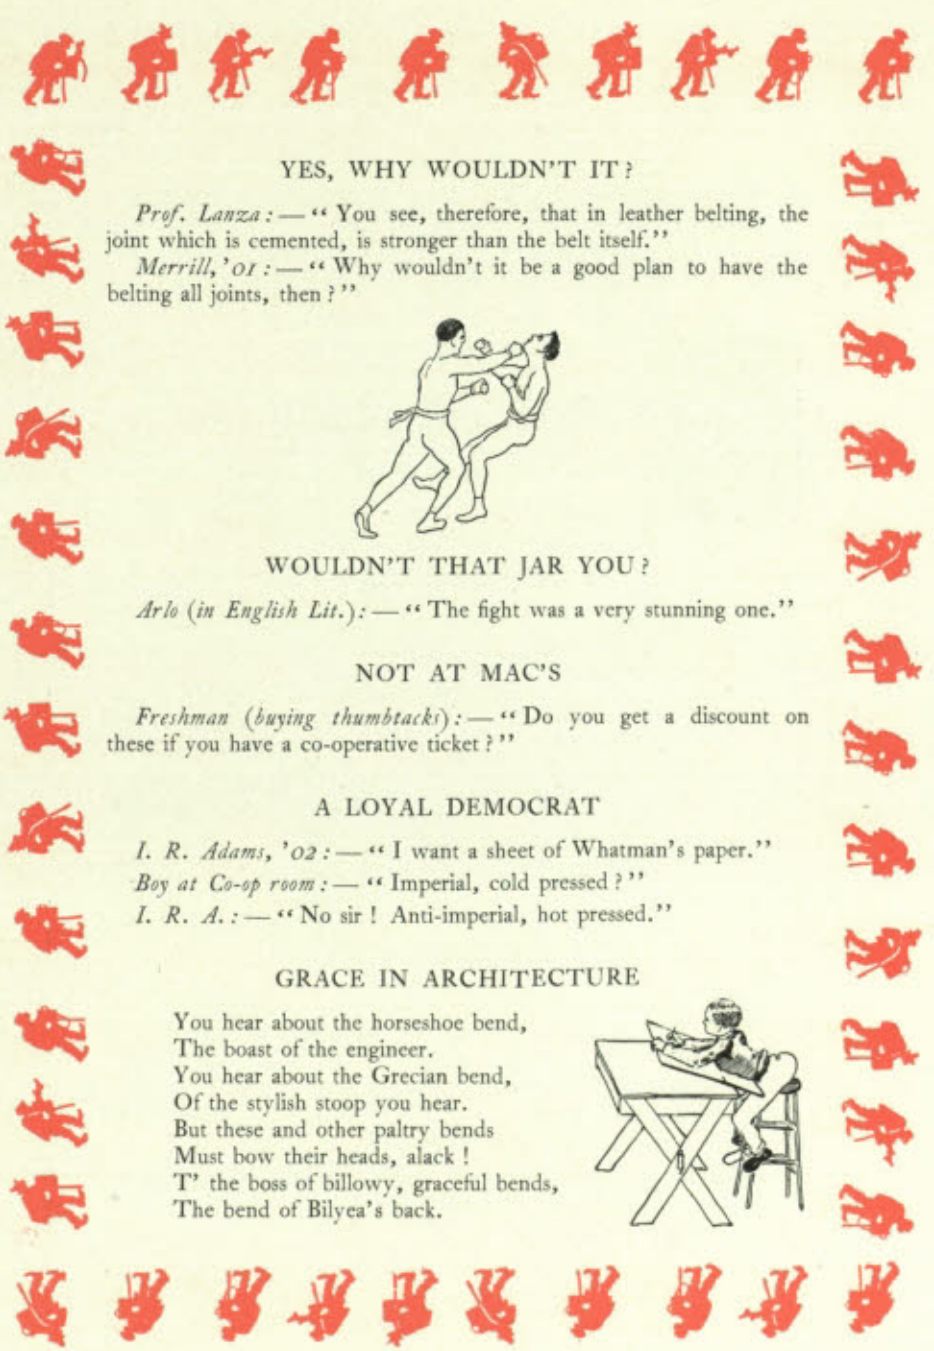 YES, WHY WOULDN'T IT?
Prof. Lanza:—“You see, therefore, that in leather belting, the
joint which is cemented, is stronger than the belt itself.”
Merrill, '01:—“Why wouldn't it be a good plan to have the
belting all joints, then?”
WOULDN'T THAT JAR YOU?
Arlo (in English Lit.):—“The fight was a very stunning one.”
NOT AT MAC'S
Freshman (buying thumbtacks):—“Do you get a discount on
these if you have a co-operative ticket?”
A LOYAL DEMOCRAT
I. R. Adams, '02:—“I want a sheet of Whatman's paper.”
Boy at Co-op room:—“Imperial, cold pressed?”
I. R. A.:—“No sir! Anti-imperial, hot pressed.”
GRACE IN ARCHITECTURE
You hear about the horseshoe bend,
The boast of the engineer.
You hear about the Grecian bend,
Of the stylish stoop you hear.
But these and other paltry bends
Must bow their heads, alack!
T' the boss of billowy, graceful bends,
The bend of Bilyea's back.